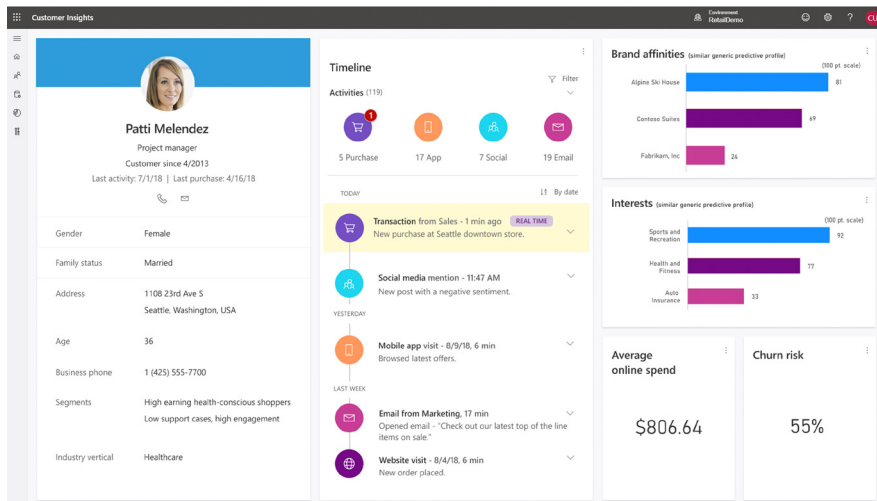 Customer Insights
Environment
RetailDemo
?
CU
Patti Melendez
Project manager
Customer since 4/2013
Last activity: 7/1/18 | Last purchase: 4/16/18
Gender Female
Family status Married
Address 1108 23rd Ave S
Seattle, Washington, USA
Age 36
Business phone 1 (425) 555-7700
Segments High earning health-conscious shoppers
Low support cases, high engagement
Industry vertical Healthcare
Timeline
Filter
Activities (119)
1
5 Purchase 17 App 7 Social 19 Email
TODAY By date
Transaction from Sales - 1 min ago REAL TIME
New purchase at Seattle downtown store.
Social media mention - 11:47 AM
New post with a negative sentiment.
YESTERDAY
Mobile app visit - 8/9/18, 6 min
Browsed latest offers.
LAST WEEK
Email from Marketing, 17 min
Opened email - "Check out our latest top of the line
items on sale."
Website visit - 8/4/18, 6 min
New order placed.
Brand affinities (similar generic predictive profile)
(100 pt. scale)
Alpine Ski House 81
Contoso Suites 69
Fabrikam, Inc 24
Interests (similar generic predictive profile)
(100 pt. scale)
Sports and
Recreation 92
Health and
Fitness 77
Auto
Insurance 33
Average
online spend
$806.64
Churn risk
55%